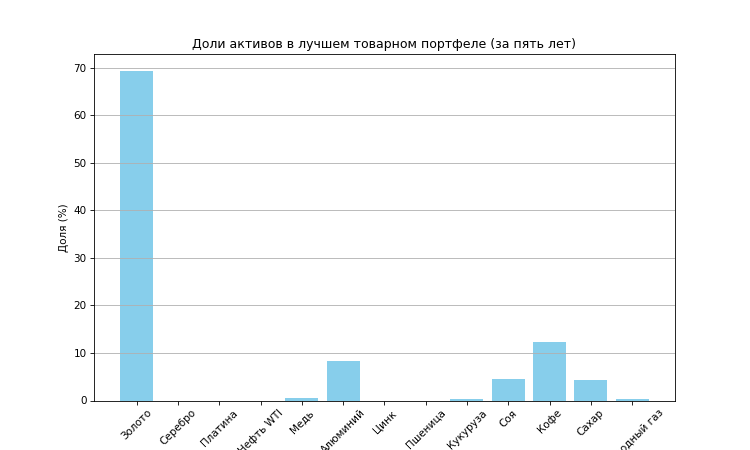 Доли активов в лучшем товарном портфеле (за пять лет)
Доля (%)
70
60
50
40
30
20
10
0
Золото
Серебро
Платина
Нефть WTI
Медь
Алюминий
Цинк
Пшеница
Кукуруза
Соя
Кофе
Сахар
одный газ